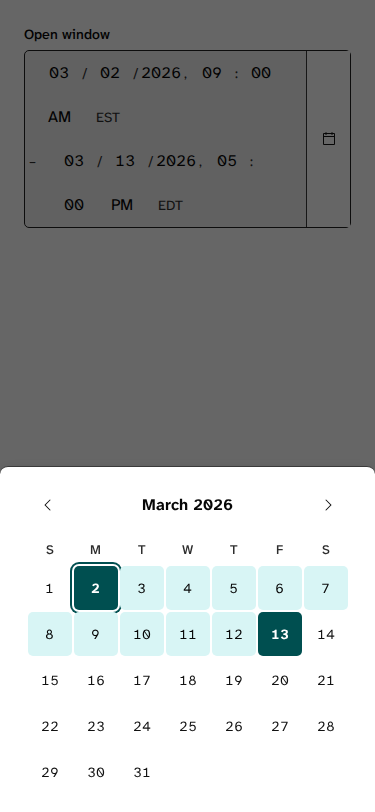 Open window
03 / 02 /2026, 09 : 00
AM EST
– 03 / 13 /2026, 05 :
00 PM EDT
March 2026
S M T W T F S
1 2 3 4 5 6 7
8 9 10 11 12 13 14
15 16 17 18 19 20 21
22 23 24 25 26 27 28
29 30 31